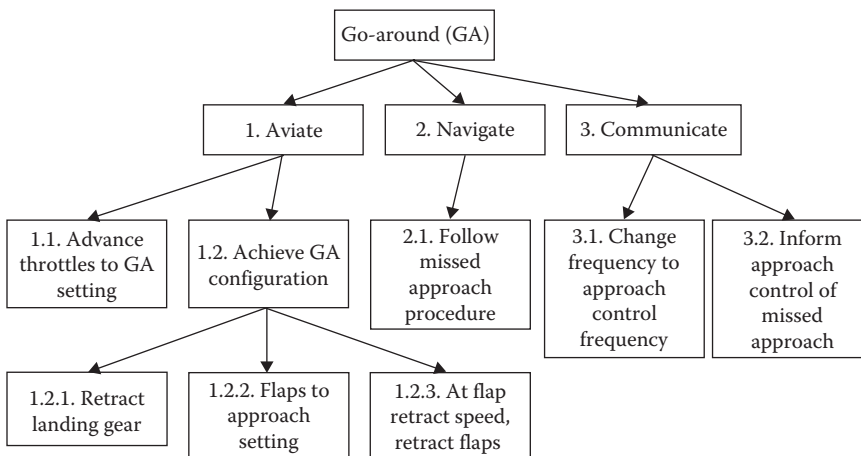 Go-around (GA)
1. Aviate
2. Navigate
3. Communicate
1.1. Advance
throttles to GA
setting
1.2. Achieve GA
configuration
2.1. Follow
missed
approach
procedure
3.1. Change
frequency to
approach
control
frequency
3.2. Inform
approach
control of
missed
approach
1.2.1. Retract
landing gear
1.2.2. Flaps to
approach
setting
1.2.3. At flap
retract speed,
retract flaps